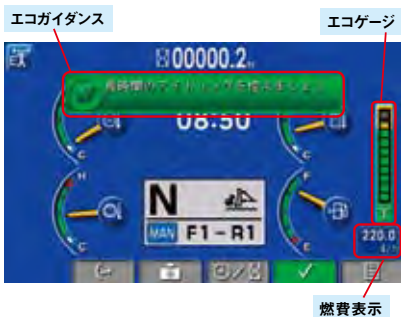 エコガイダンス
エコゲージ
00000.2
長時間のアイドリングを控えましょう
08:50
C
C
H
F
N
MAN F1-R1
C
E
220.0
燃費表示